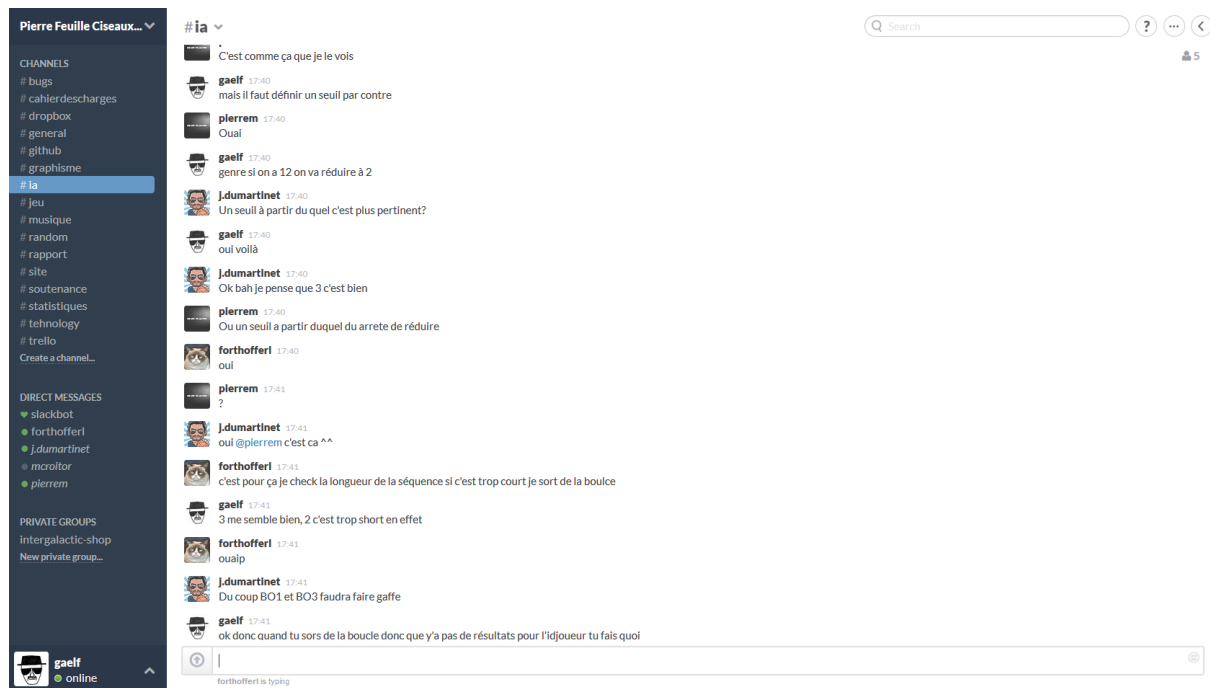 Pierre Feuille Ciseaux...
CHANNELS
# bugs
# cahierdescharges
# dropbox
# general
# github
# graphisme
# ia
# jeu
# musique
# random
# rapport
# site
# soutenance
# statistiques
# tehnology
# trello
Create a channel...
DIRECT MESSAGES
slackbot
forthofferl
j.dumartinet
mcroitor
pierrem
PRIVATE GROUPS
intergalactic-shop
New private group...
gaelf
online
#ia
Search
?
5
C'est comme ça que je le vois
gaelf 17:40
mais il faut définir un seuil par contre
pierrem 17:40
Ouai
gaelf 17:40
genre si on a 12 on va réduire à 2
j.dumartinet 17:40
Un seuil à partir du quel c'est plus pertinent?
gaelf 17:40
oui voilà
j.dumartinet 17:40
Ok bah je pense que 3 c'est bien
pierrem 17:40
Ou un seuil a partir duquel du arrete de réduire
forthofferl 17:40
oui
pierrem 17:41
?
j.dumartinet 17:41
oui @pierrem c'est ca ^^
forthofferl 17:41
c'est pour ça je check la longueur de la séquence si c'est trop court je sort de la boulce
gaelf 17:41
3 me semble bien, 2 c'est trop short en effet
forthofferl 17:41
ouaip
j.dumartinet 17:41
Du coup BO1 et BO3 faudra faire gaffe
gaelf 17:41
ok donc quand tu sors de la boucle donc que y'a pas de résultats pour l'idjoueur tu fais quoi
forthofferl is typing